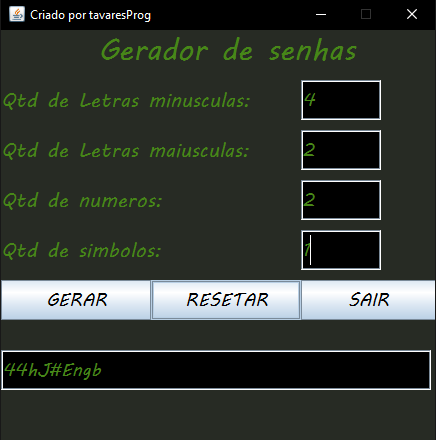 Criado por tavaresProg
Gerador de senhas
Qtd de Letras minusculas: 4
Qtd de Letras maiusculas: 2
Qtd de numeros: 2
Qtd de simbolos: 1
GERAR RESETAR SAIR
44hJ#Engb